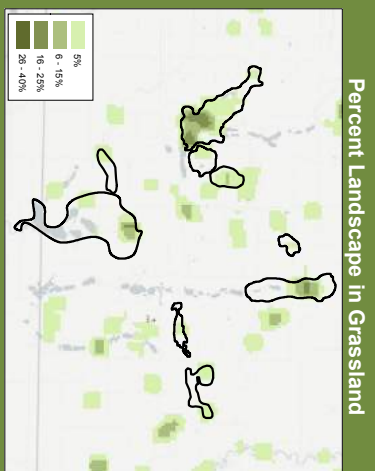 Percent Landscape in Grassland
5%
6 - 15%
16 - 25%
26 - 40%